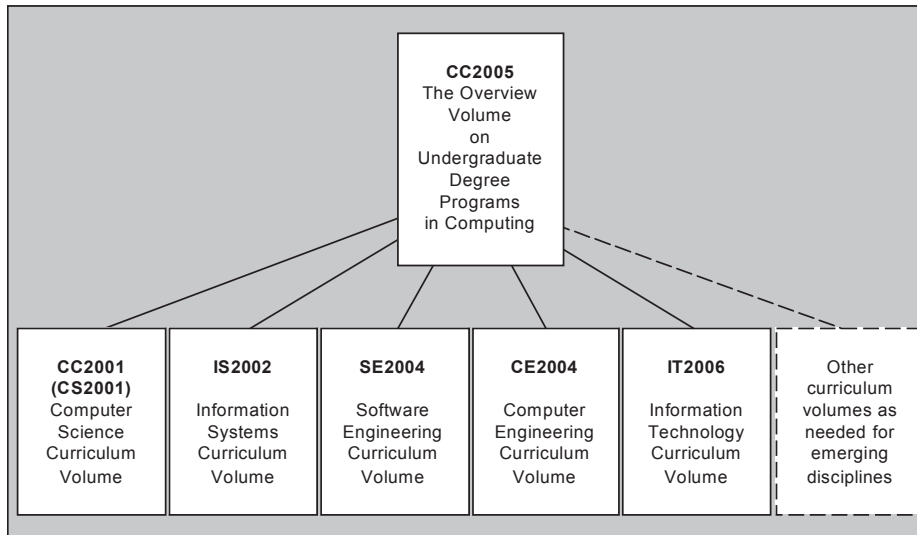 CC2005
The Overview
Volume
on
Undergraduate
Degree
Programs
in Computing
CC2001
(CS2001)
Computer
Science
Curriculum
Volume
IS2002
Information
Systems
Curriculum
Volume
SE2004
Software
Engineering
Curriculum
Volume
CE2004
Computer
Engineering
Curriculum
Volume
IT2006
Information
Technology
Curriculum
Volume
Other
curriculum
volumes as
needed for
emerging
disciplines